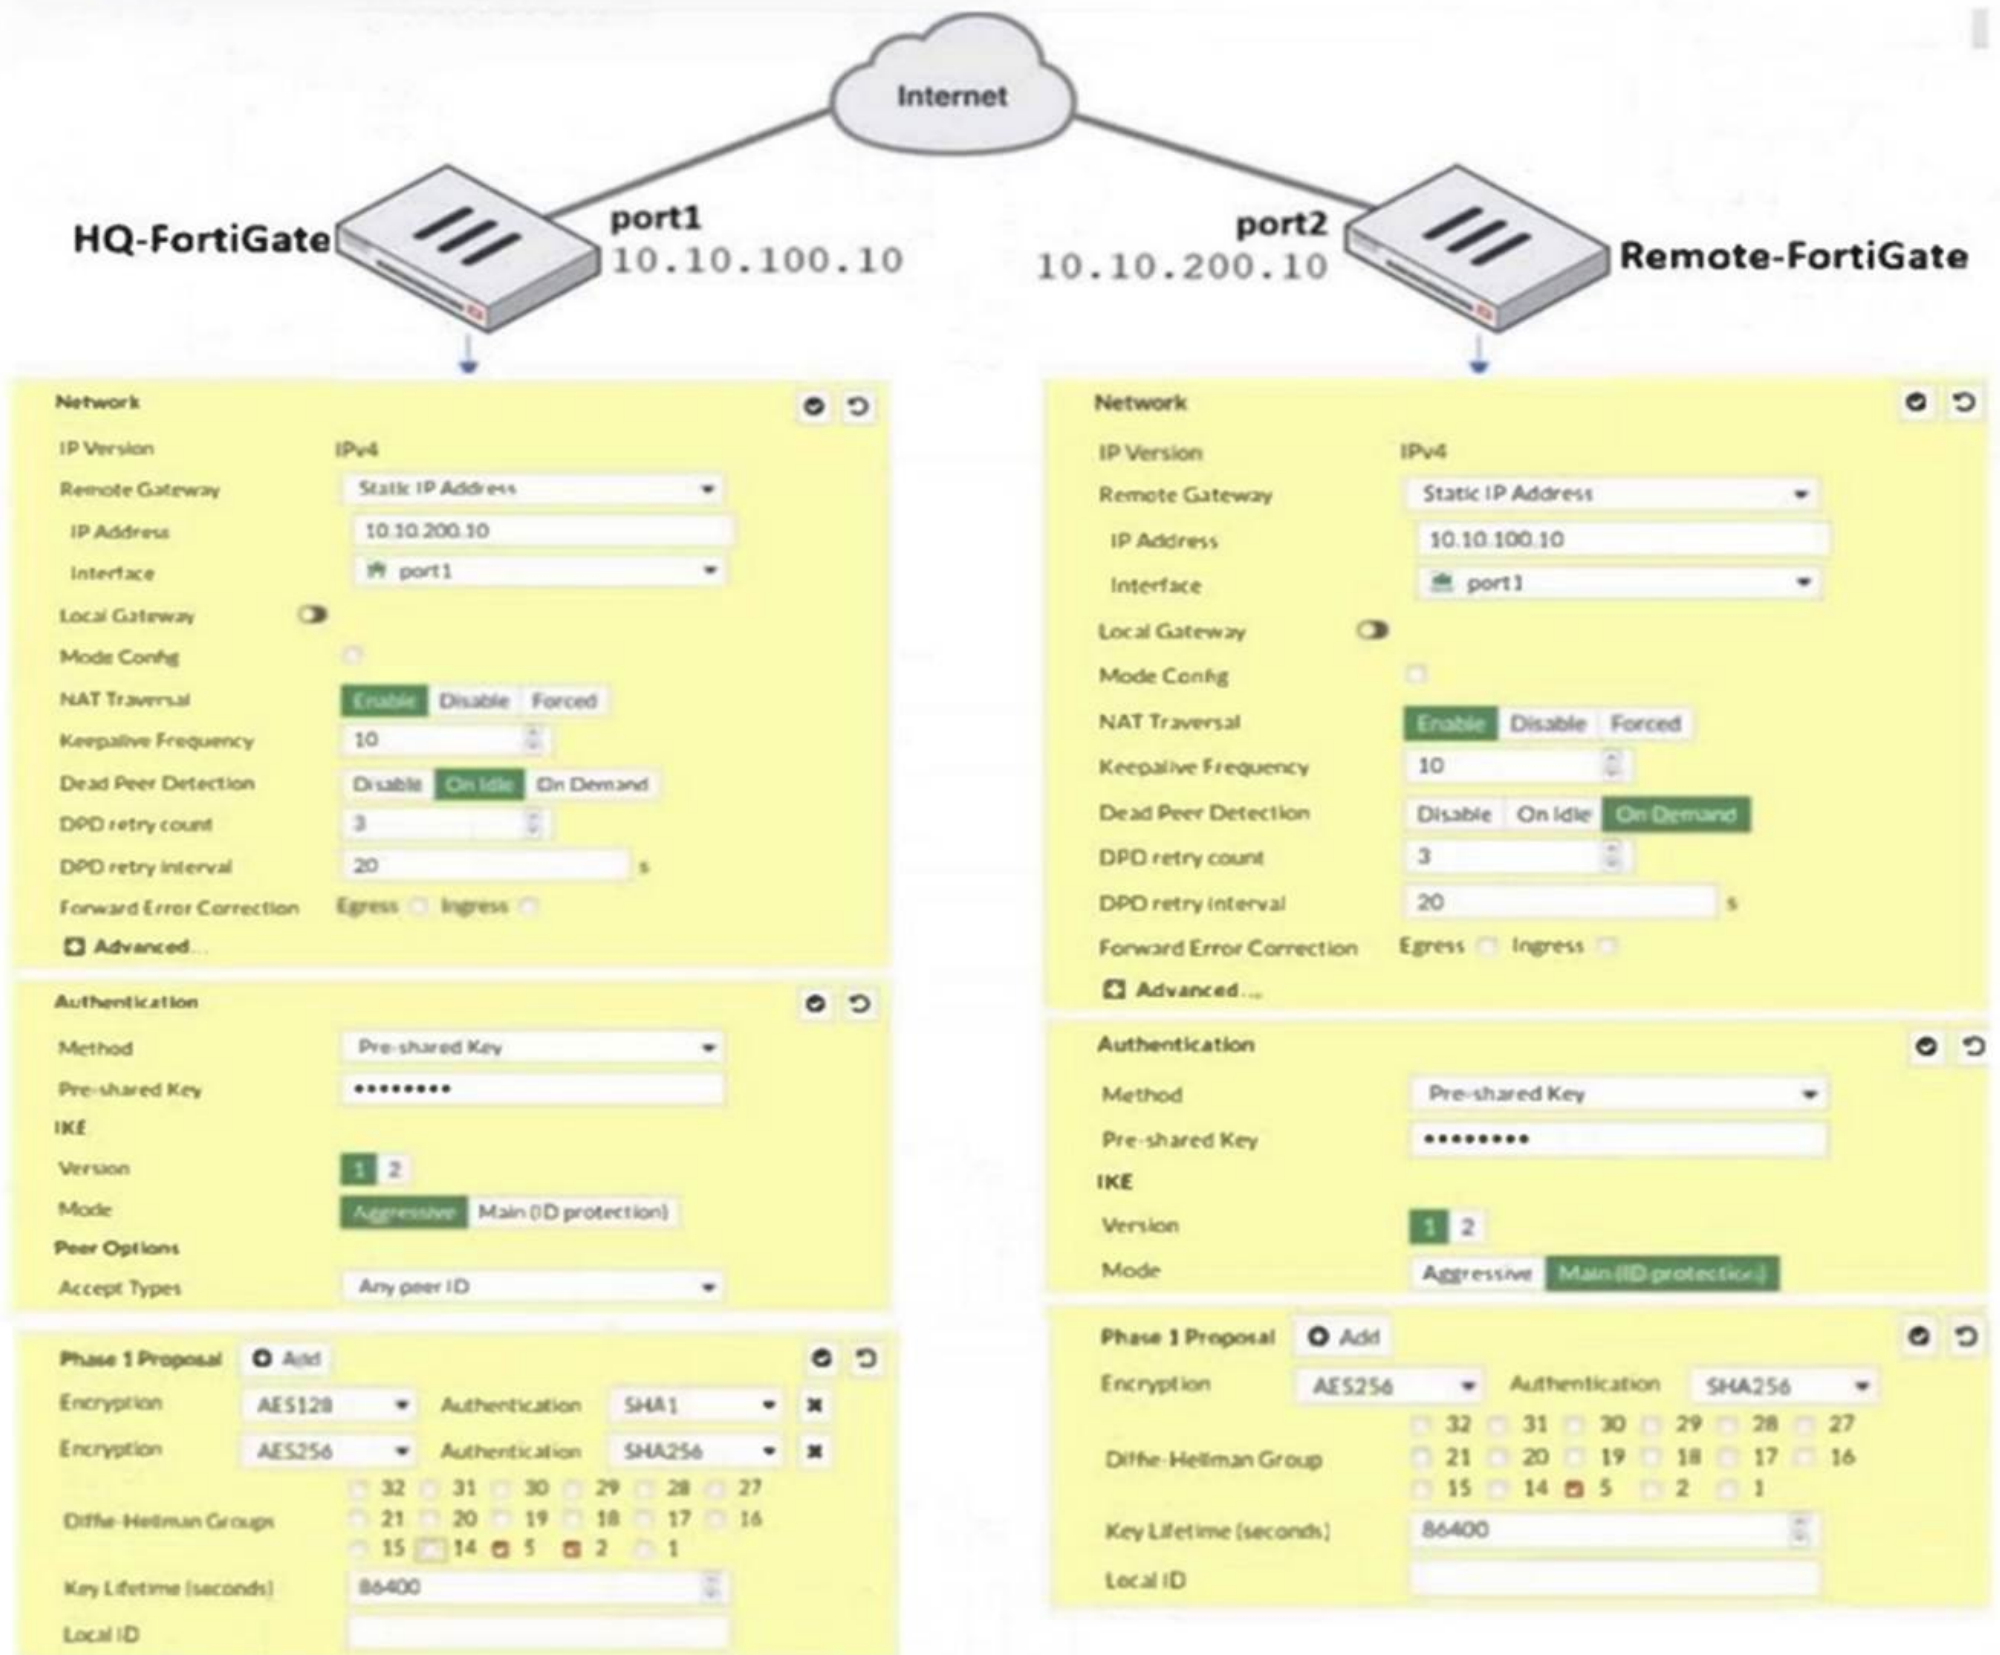 Internet
HQ-FortiGate
port1
10.10.100.10
port2
10.10.200.10
Remote-FortiGate
Network
IP Version IPv4
Remote Gateway Static IP Address
IP Address 10.10.200.10
Interface port1
Local Gateway
Mode Config
NAT Traversal Enable Disable Forced
Keepalive Frequency 10
Dead Peer Detection Disable On Idle On Demand
DPD retry count 3
DPD retry interval 20 s
Forward Error Correction Egress Ingress
Advanced...
Authentication
Method Pre-shared Key
Pre-shared Key ••••••••
IKE
Version 1 2
Mode Aggressive Main (ID protection)
Peer Options
Accept Types Any peer ID
Phase 1 Proposal Add
Encryption AES128 Authentication SHA1
Encryption AES256 Authentication SHA256
32 31 30 29 28 27
Diffie-Hellman Groups 21 20 19 18 17 16
15 14 5 2 1
Key Lifetime (seconds) 86400
Local ID
Network
IP Version IPv4
Remote Gateway Static IP Address
IP Address 10.10.100.10
Interface port1
Local Gateway
Mode Config
NAT Traversal Enable Disable Forced
Keepalive Frequency 10
Dead Peer Detection Disable On Idle On Demand
DPD retry count 3
DPD retry interval 20 s
Forward Error Correction Egress Ingress
Advanced...
Authentication
Method Pre-shared Key
Pre-shared Key ••••••••
IKE
Version 1 2
Mode Aggressive Main (ID protection)
Phase 1 Proposal Add
Encryption AES256 Authentication SHA256
32 31 30 29 28 27
Diffie-Hellman Group 21 20 19 18 17 16
15 14 5 2 1
Key Lifetime (seconds) 86400
Local ID